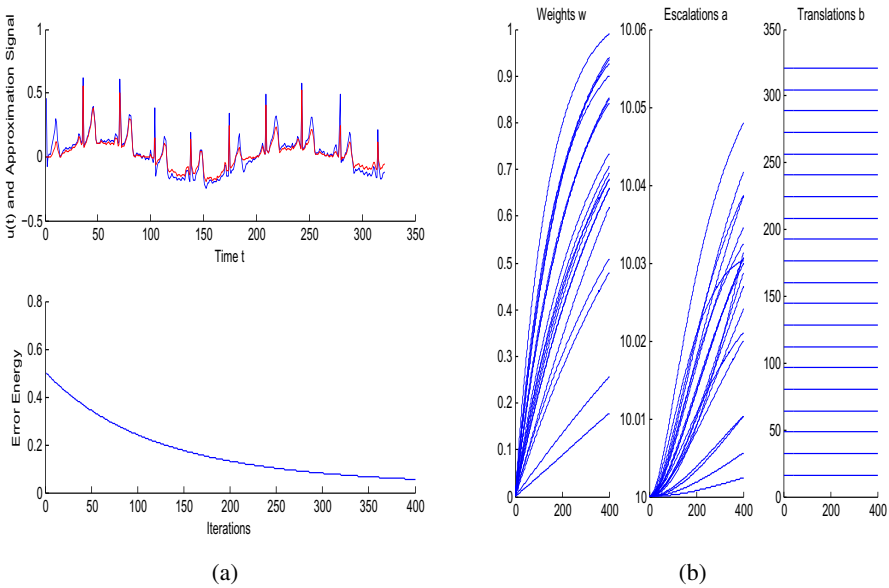 u(t) and Approximation Signal
1
0.5
0
−0.5
0 50 100 150 200 250 300 350
Time t
Error Energy
0.8
0.6
0.4
0.2
0
0 50 100 150 200 250 300 350 400
Iterations
(a)
Weights w
1
0.9
0.8
0.7
0.6
0.5
0.4
0.3
0.2
0.1
0
0 200 400
Escalations a
10.06
10.05
10.04
10.03
10.02
10.01
10
0 200 400
Translations b
350
300
250
200
150
100
50
0
0 200 400
(b)